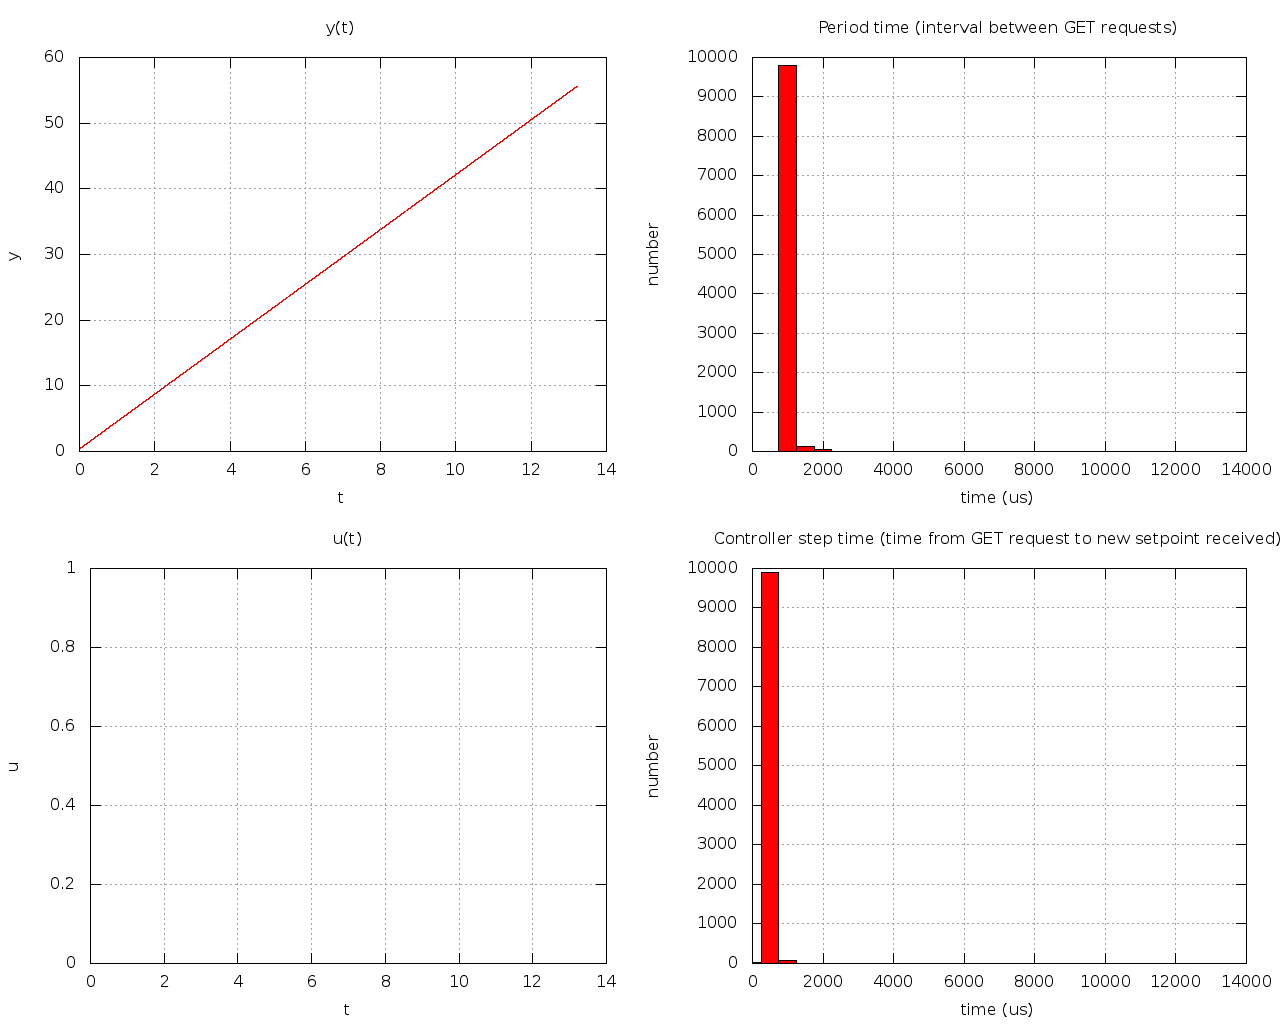 y(t)
60
50
40
30
20
10
0
y
0 2 4 6 8 10 12 14
t
Period time (interval between GET requests)
10000
9000
8000
7000
6000
5000
4000
3000
2000
1000
0
number
0 2000 4000 6000 8000 10000 12000 14000
time (us)
u(t)
1
0.8
0.6
0.4
0.2
0
u
0 2 4 6 8 10 12 14
t
Controller step time (time from GET request to new setpoint received)
10000
9000
8000
7000
6000
5000
4000
3000
2000
1000
0
number
0 2000 4000 6000 8000 10000 12000 14000
time (us)